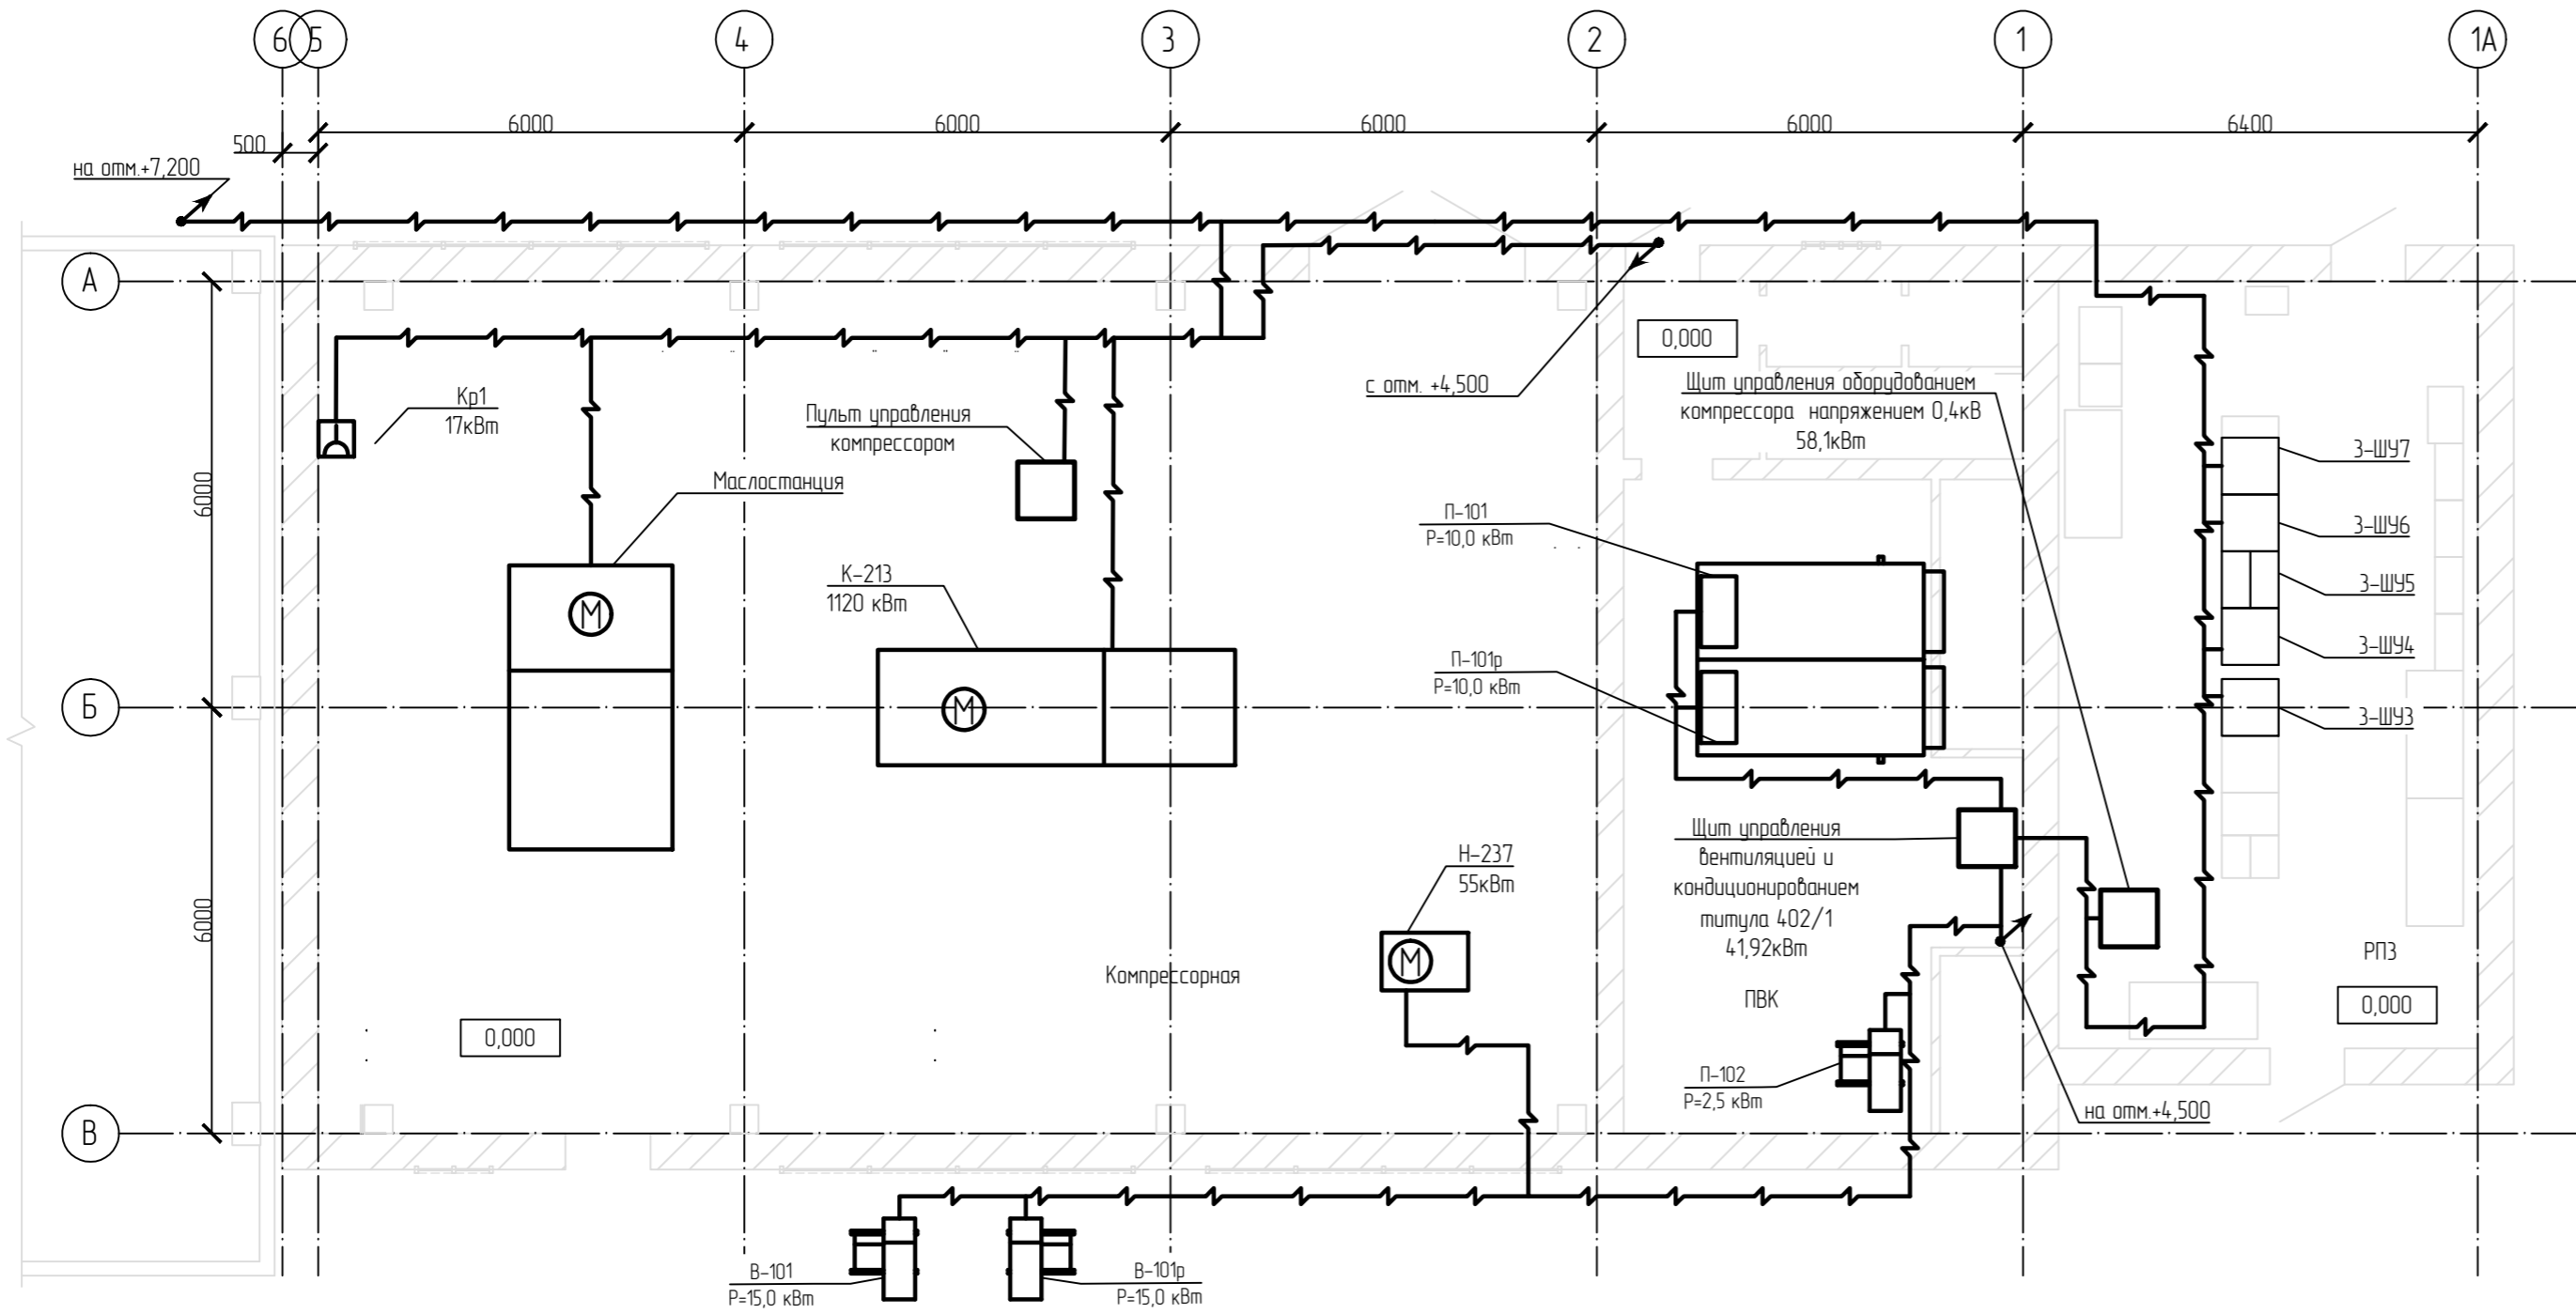 6
5
4
3
2
1
1А
6000
6000
6000
6000
6400
500
на отм.+7,200
А
0,000
с отм. +4,500
Щит управления оборудованием
компрессора напряжением 0,4кВ
58,1кВт
Кр1
17кВт
Пульт управления
компрессором
3-ШУ7
6000
Маслостанция
П-101
Р=10,0 кВт
3-ШУ6
К-213
1120 кВт
3-ШУ5
М
3-ШУ4
П-101р
Р=10,0 кВт
Б
М
3-ШУ3
Щит управления
вентиляцией и
кондиционированием
титула 402/1
41,92кВт
Н-237
55кВт
6000
М
Компрессорная
РПЗ
ПВК
0,000
0,000
П-102
Р=2,5 кВт
на отм.+4,500
В
В-101
Р=15,0 кВт
В-101р
Р=15,0 кВт